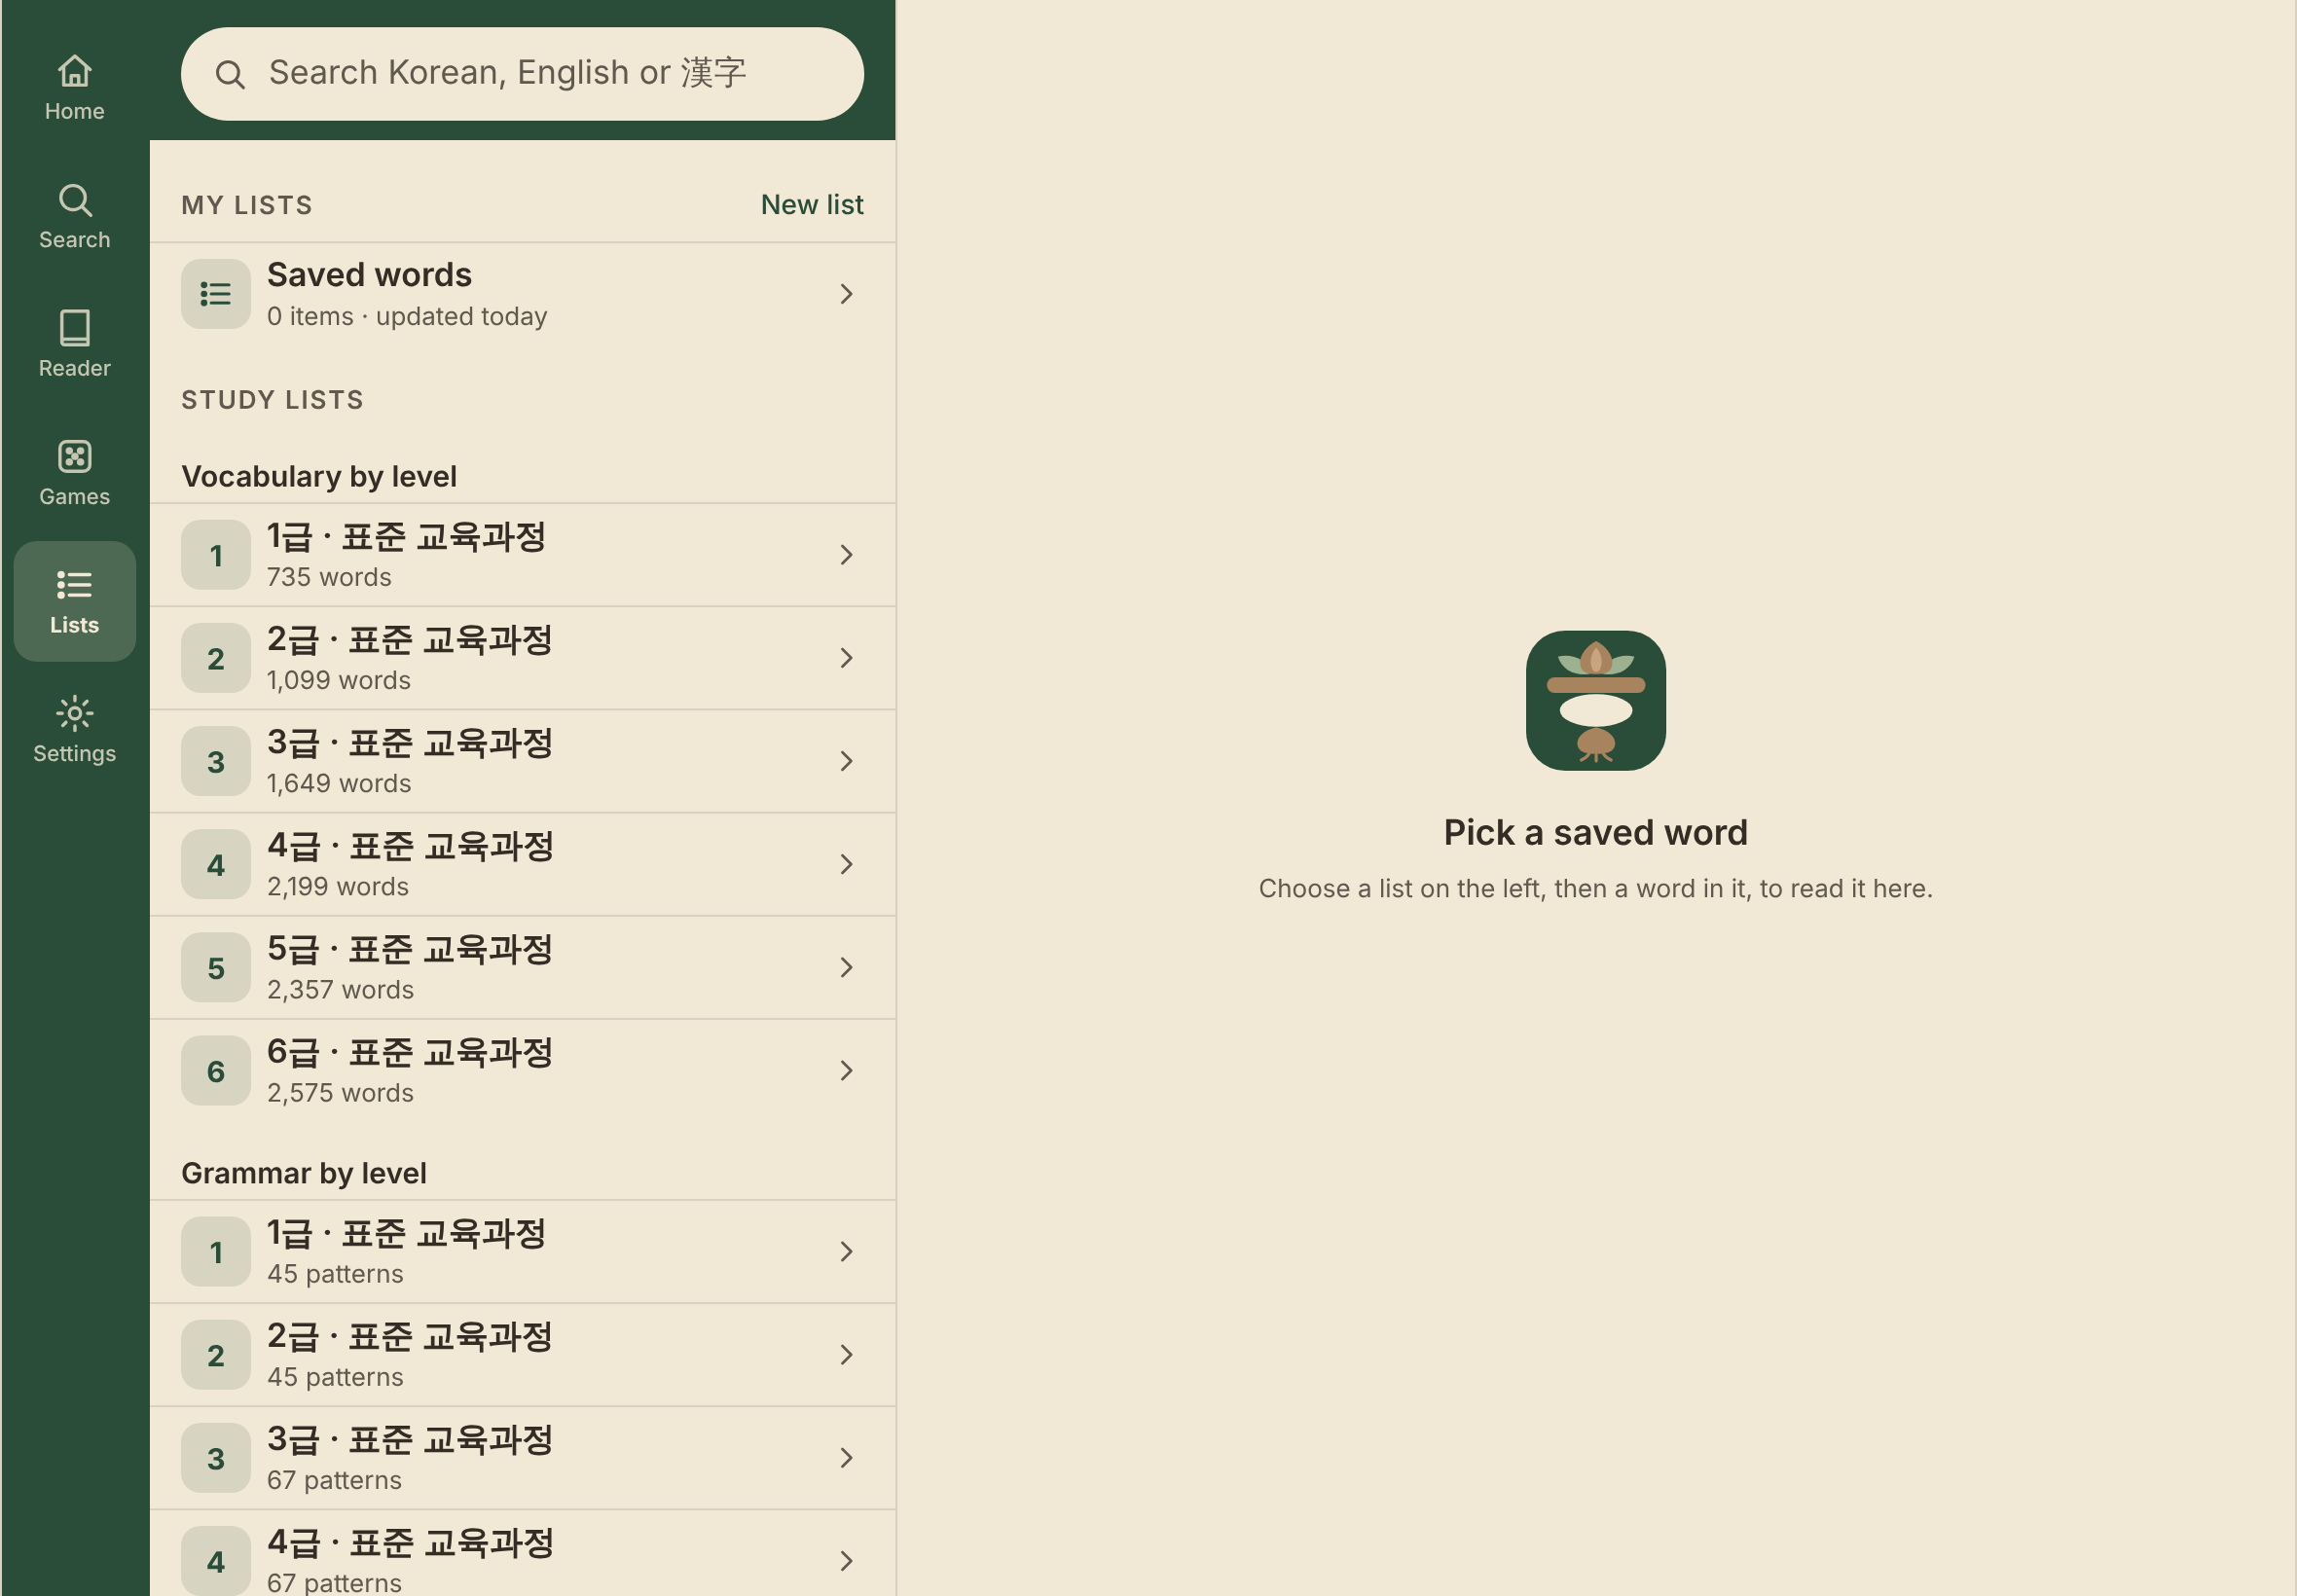 Home
Search
Reader
Games
Lists
Settings
Search Korean, English or 漢字
MY LISTS
New list
Saved words
0 items · updated today
STUDY LISTS
Vocabulary by level
1
1급 · 표준 교육과정
735 words
2
2급 · 표준 교육과정
1,099 words
3
3급 · 표준 교육과정
1,649 words
4
4급 · 표준 교육과정
2,199 words
5
5급 · 표준 교육과정
2,357 words
6
6급 · 표준 교육과정
2,575 words
Grammar by level
1
1급 · 표준 교육과정
45 patterns
2
2급 · 표준 교육과정
45 patterns
3
3급 · 표준 교육과정
67 patterns
4
4급 · 표준 교육과정
67 patterns
Pick a saved word
Choose a list on the left, then a word in it, to read it here.